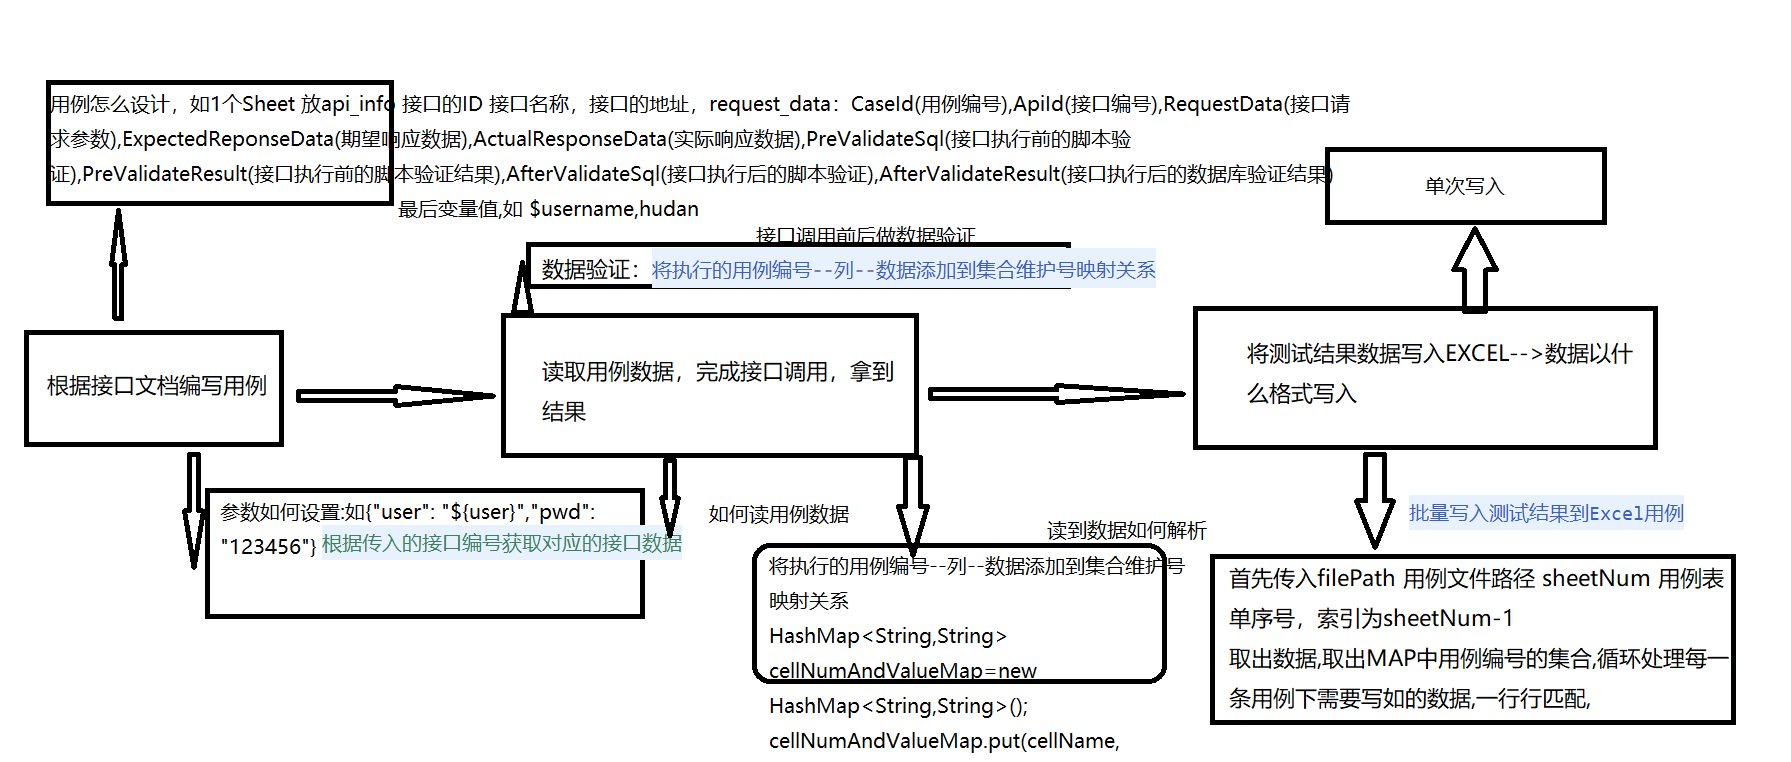 用例怎么设计，如1个Sheet 放api_info 接口的ID 接口名称，接口的地址，request_data：CaseId(用例编号),ApiId(接口编号),RequestData(接口请
求参数),ExpectedReponseData(期望响应数据),ActualResponseData(实际响应数据),PreValidateSql(接口执行前的脚本验
证),PreValidateResult(接口执行前的脚本验证结果),AfterValidateSql(接口执行后的脚本验证),AfterValidateResult(接口执行后的数据库验证结果)
单次写入
最后变量值,如 $username,hudan
接口调用前后做数据验证
数据验证：将执行的用例编号--列--数据添加到集合维护号映射关系
根据接口文档编写用例
读取用例数据，完成接口调用，拿到
结果
将测试结果数据写入EXCEL-->数据以什
么格式写入
参数如何设置:如{"user": "${user}","pwd":
"123456"} 根据传入的接口编号获取对应的接口数据
如何读用例数据
读到数据如何解析
将执行的用例编号--列--数据添加到集合维护号
映射关系
HashMap<String,String>
cellNumAndValueMap=new
HashMap<String,String>();
cellNumAndValueMap.put(cellName,
批量写入测试结果到Excel用例
首先传入filePath 用例文件路径 sheetNum 用例表
单序号，索引为sheetNum-1
取出数据,取出MAP中用例编号的集合,循环处理每一
条用例下需要写如的数据,一行行匹配,